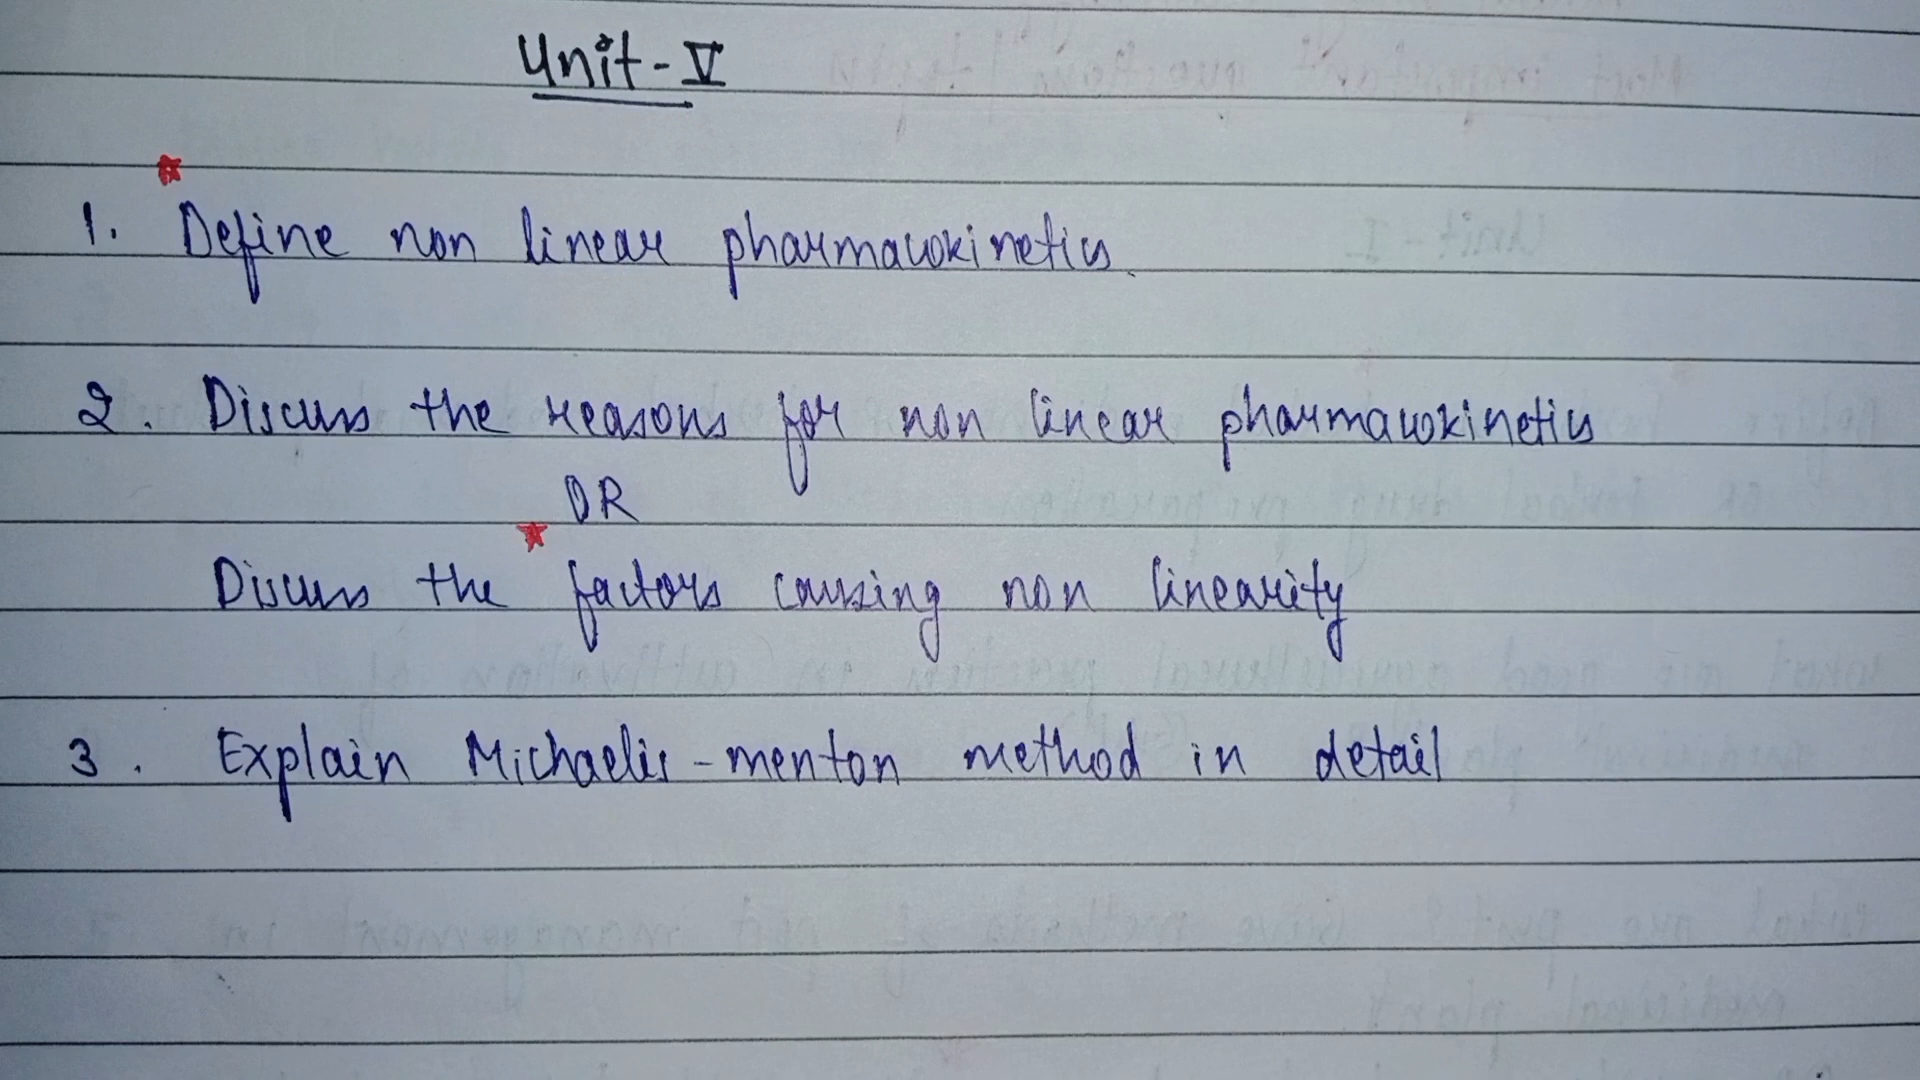 Unit-V
1. Define non linear pharmacokinetics.
2. Discuss the reasons for non linear pharmacokinetics
OR
Discuss the factors causing non linearity
3. Explain Michaelis-menton method in detail